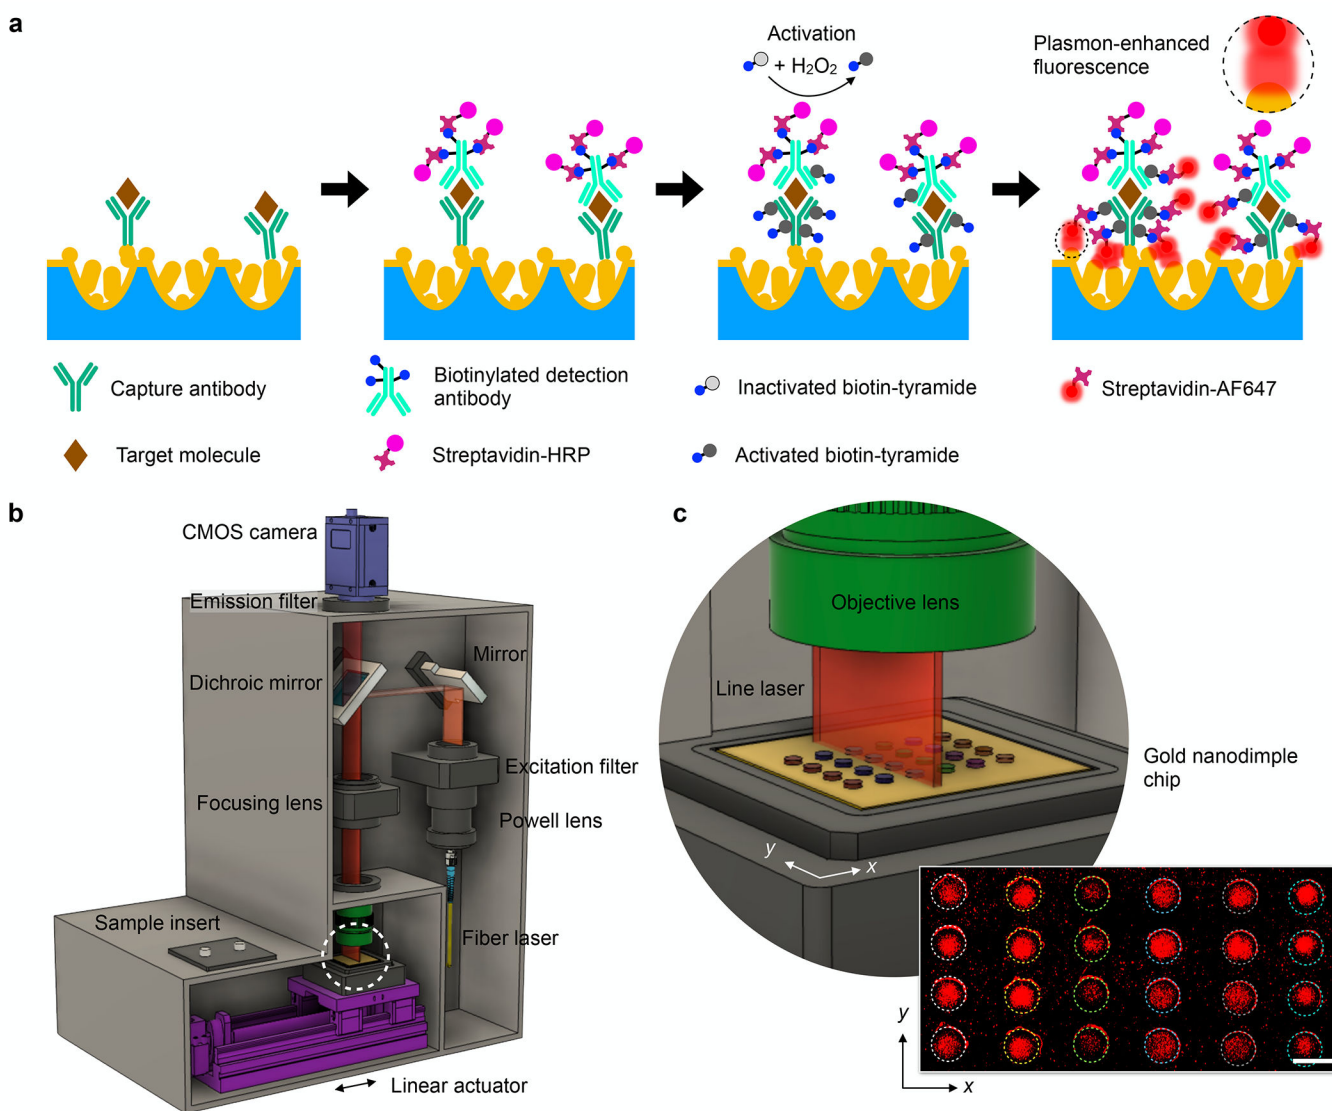 a
Activation
+ H₂O₂
Plasmon-enhanced
fluorescence
Capture antibody
Biotinylated detection
antibody
Inactivated biotin-tyramide
Streptavidin-AF647
Target molecule
Streptavidin-HRP
Activated biotin-tyramide
b
CMOS camera
Emission filter
Mirror
Dichroic mirror
Excitation filter
Focusing lens
Powell lens
Sample insert
Fiber laser
Linear actuator
c
Objective lens
Line laser
Gold nanodimple
chip
y
x
y
x